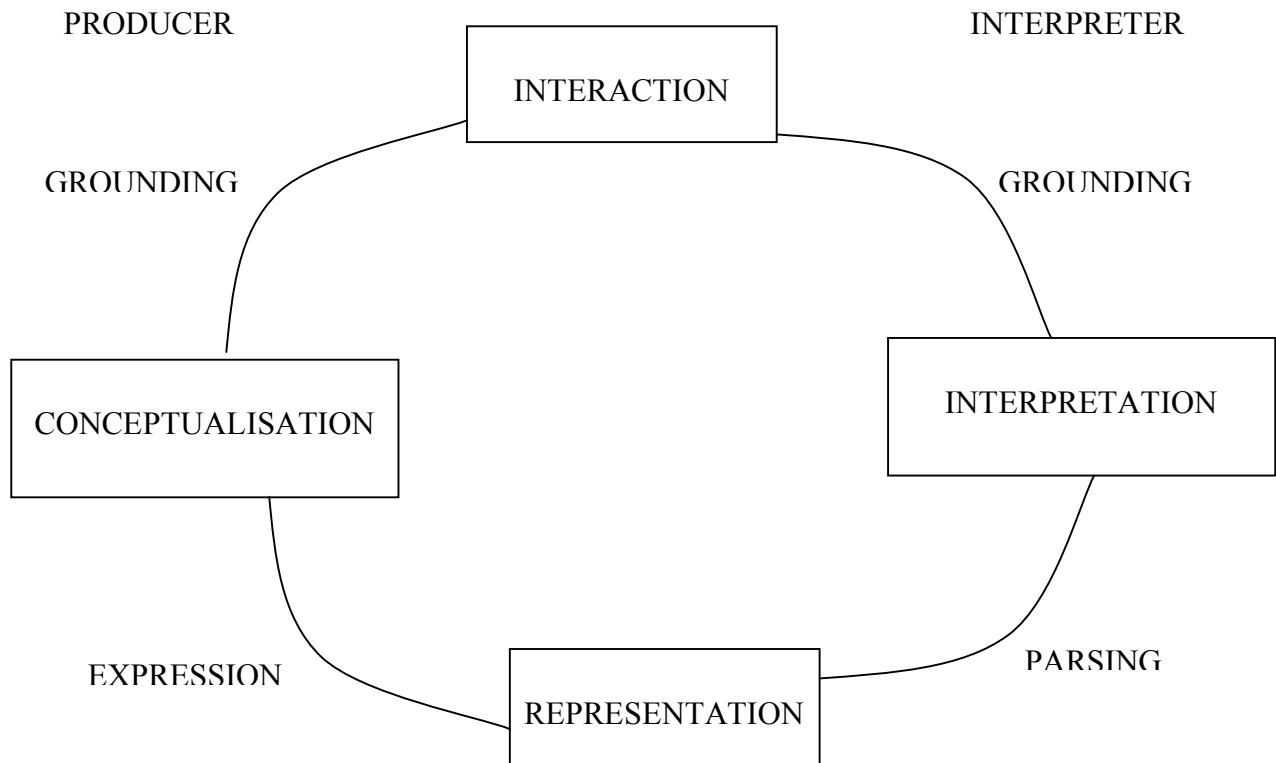 PRODUCER
INTERPRETER
INTERACTION
GROUNDING
GROUNDING
CONCEPTUALISATION
INTERPRETATION
EXPRESSION
PARSING
REPRESENTATION